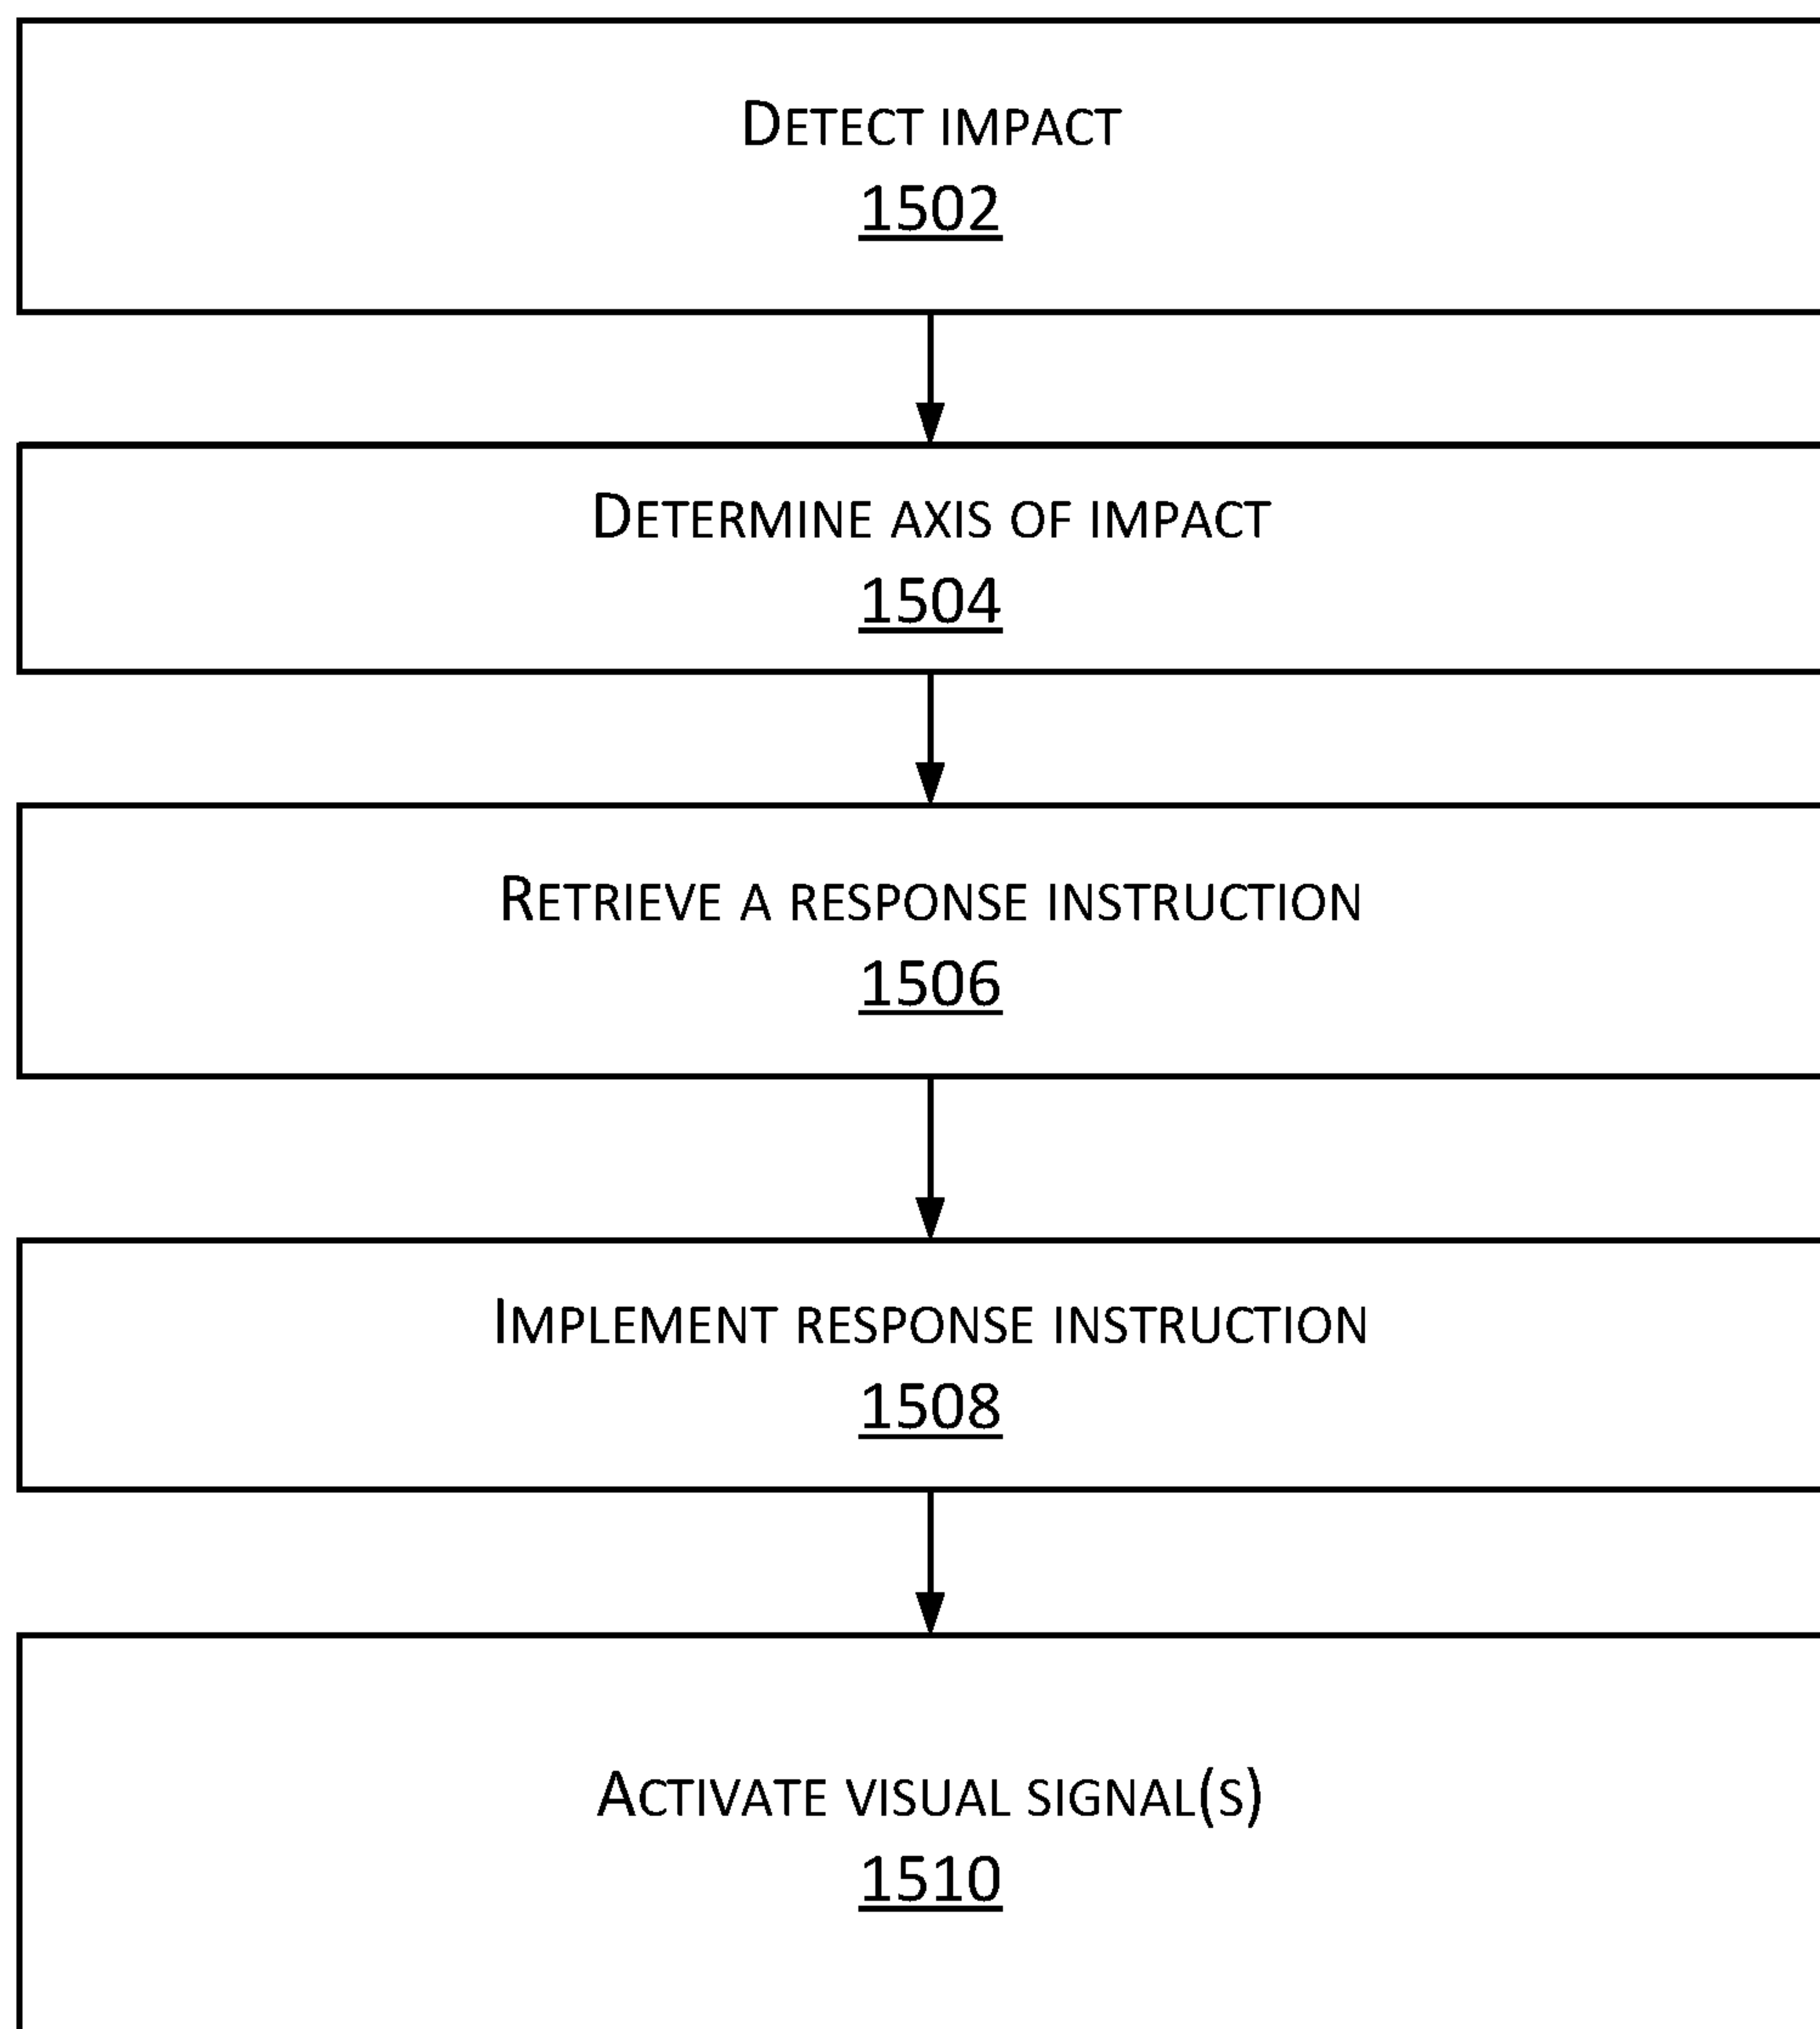 Detect impact
1502
Determine axis of impact
1504
Retrieve a response instruction
1506
Implement response instruction
1508
Activate visual signal(s)
1510